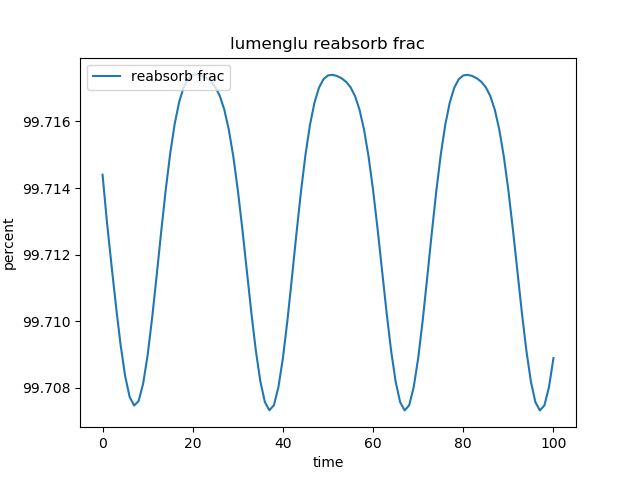 lumenglu reabsorb frac
reabsorb frac
99.716
99.714
99.712
99.710
99.708
percent
0 20 40 60 80 100
time